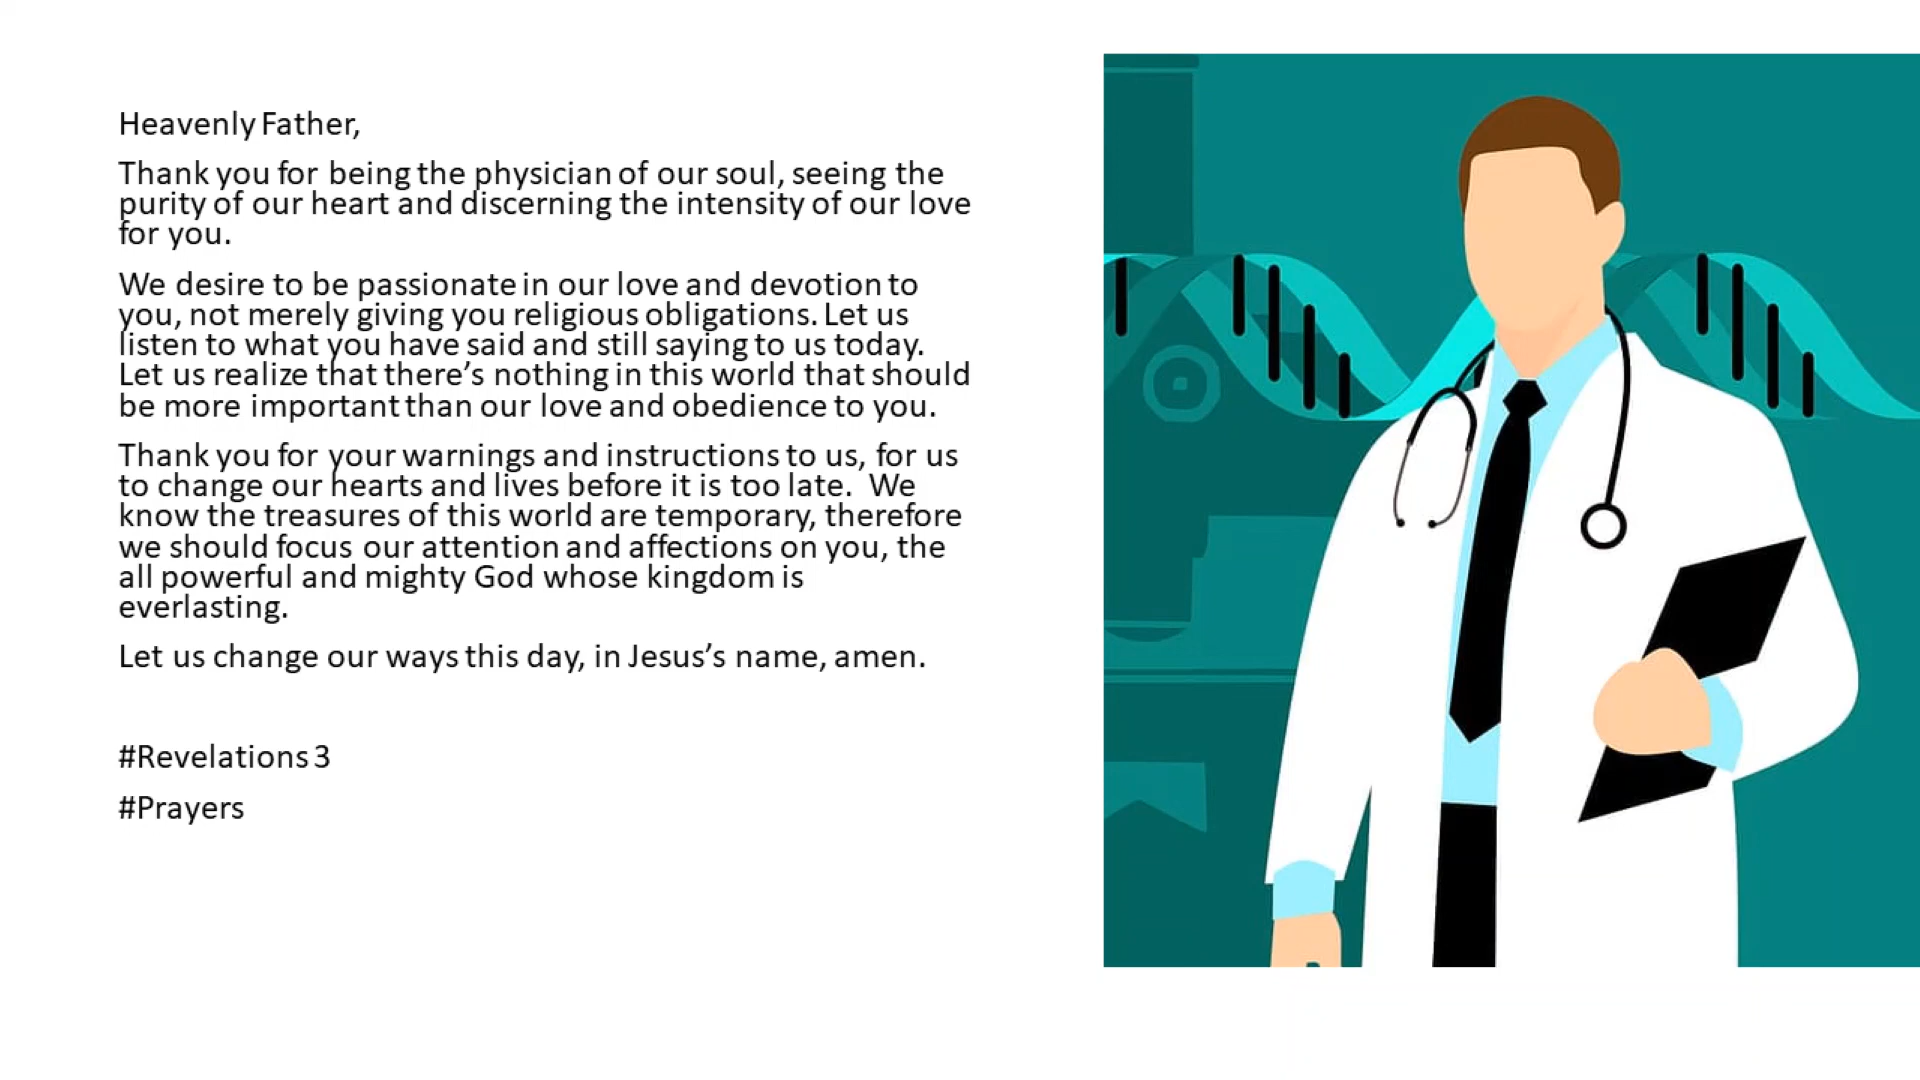 Heavenly Father,
Thank you for being the physician of our soul, seeing the
purity of our heart and discerning the intensity of our love
for you.
We desire to be passionate in our love and devotion to
you, not merely giving you religious obligations. Let us
listen to what you have said and still saying to us today.
Let us realize that there’s nothing in this world that should
be more important than our love and obedience to you.
Thank you for your warnings and instructions to us, for us
to change our hearts and lives before it is too late.  We
know the treasures of this world are temporary, therefore
we should focus our attention and affections on you, the
all powerful and mighty God whose kingdom is
everlasting.
Let us change our ways this day, in Jesus’s name, amen.
#Revelations 3
#Prayers